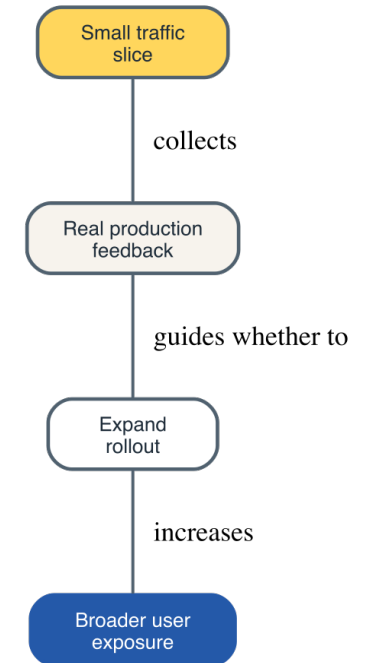 Small traffic
slice
collects
Real production
feedback
guides whether to
Expand
rollout
increases
Broader user
exposure